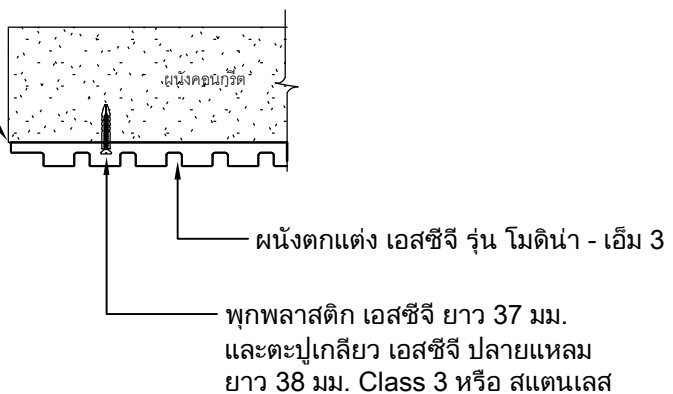 ผนังคอนกรีต
ผนังตกแต่ง เอสซีจี รุ่น โมดิน่า - เอ็ม 3
พุกพลาสติก เอสซีจี ยาว 37 มม.
และตะปูเกลียว เอสซีจี ปลายแหลม
ยาว 38 มม. Class 3 หรือ สแตนเลส